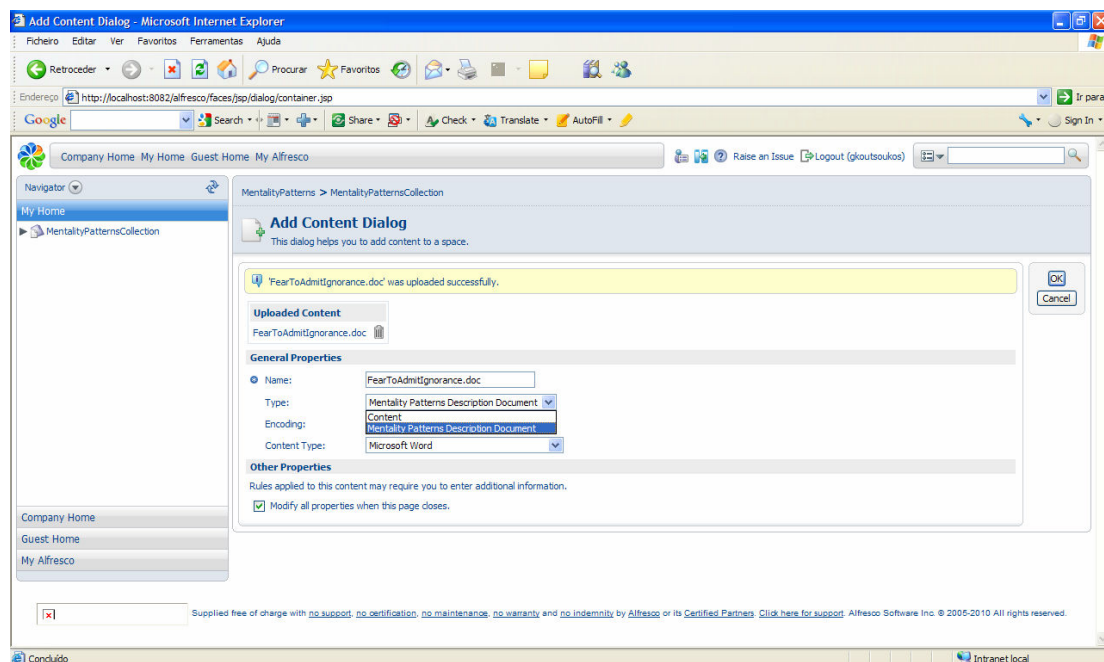 Add Content Dialog - Microsoft Internet Explorer
Ficheiro Editar Ver Favoritos Ferramentas Ajuda
Retroceder Procurar Favoritos
Endereço http://localhost:8082/alfresco/faces/jsp/dialog/container.jsp Ir para
Google Search Share Check Translate AutoFill Sign In
Company Home My Home Guest Home My Alfresco Raise an Issue Logout (gkoutsoukos)
Navigator
MentalityPatterns > MentalityPatternsCollection
My Home
MentalityPatternsCollection
Add Content Dialog
This dialog helps you to add content to a space.
'FearToAdmitIgnorance.doc' was uploaded successfully.
OK
Cancel
Uploaded Content
FearToAdmitIgnorance.doc
General Properties
Name: FearToAdmitIgnorance.doc
Type: Mentality Patterns Description Document
Content
Encoding: Mentality Patterns Description Document
Content Type: Microsoft Word
Other Properties
Rules applied to this content may require you to enter additional information.
Modify all properties when this page closes.
Company Home
Guest Home
My Alfresco
Supplied free of charge with no support, no certification, no maintenance, no warranty and no indemnity by Alfresco or its Certified Partners. Click here for support. Alfresco Software Inc. © 2005-2010 All rights reserved.
Concluído Intranet local